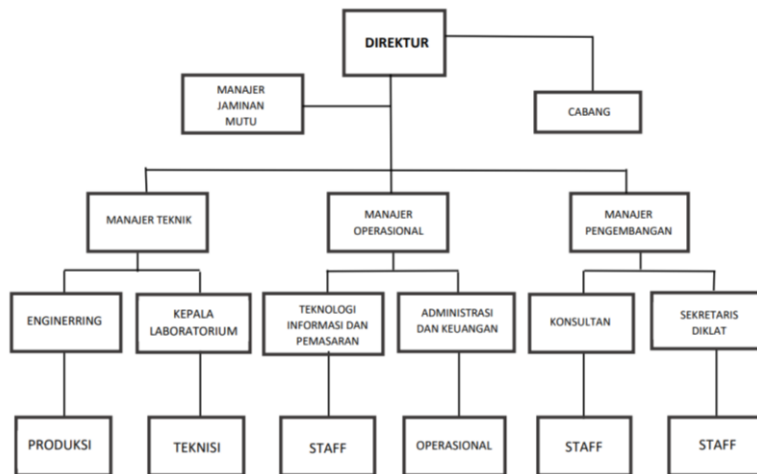 DIREKTUR
MANAJER
JAMINAN
MUTU
CABANG
MANAJER TEKNIK
MANAJER
OPERASIONAL
MANAJER
PENGEMBANGAN
ENGINERRING
KEPALA
LABORATORIUM
TEKNOLOGI
INFORMASI DAN
PEMASARAN
ADMINISTRASI
DAN KEUANGAN
KONSULTAN
SEKRETARIS
DIKLAT
PRODUKSI
TEKNISI
STAFF
OPERASIONAL
STAFF
STAFF